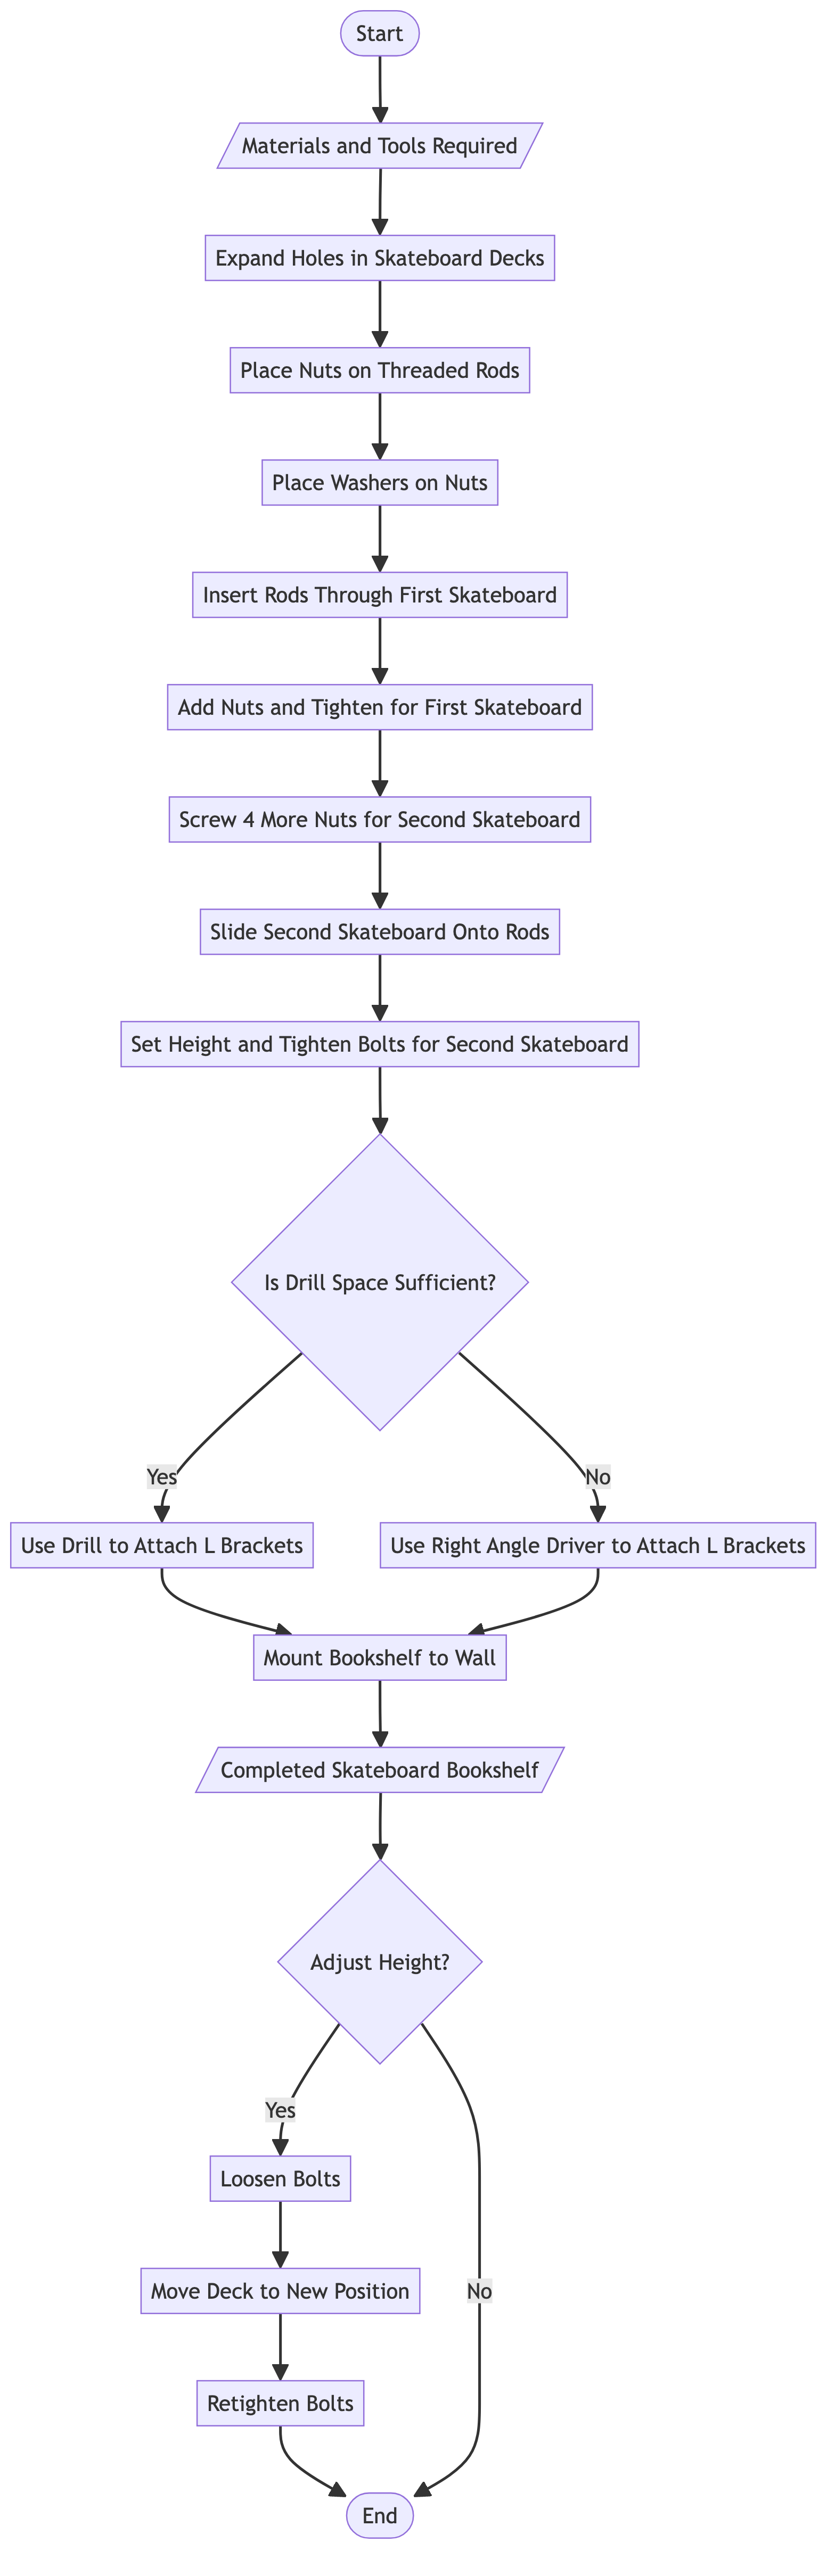 Start
Materials and Tools Required
Expand Holes in Skateboard Decks
Place Nuts on Threaded Rods
Place Washers on Nuts
Insert Rods Through First Skateboard
Add Nuts and Tighten for First Skateboard
Screw 4 More Nuts for Second Skateboard
Slide Second Skateboard Onto Rods
Set Height and Tighten Bolts for Second Skateboard
Is Drill Space Sufficient?
Yes
No
Use Drill to Attach L Brackets
Use Right Angle Driver to Attach L Brackets
Mount Bookshelf to Wall
Completed Skateboard Bookshelf
Adjust Height?
Yes
Loosen Bolts
Move Deck to New Position
No
Retighten Bolts
End